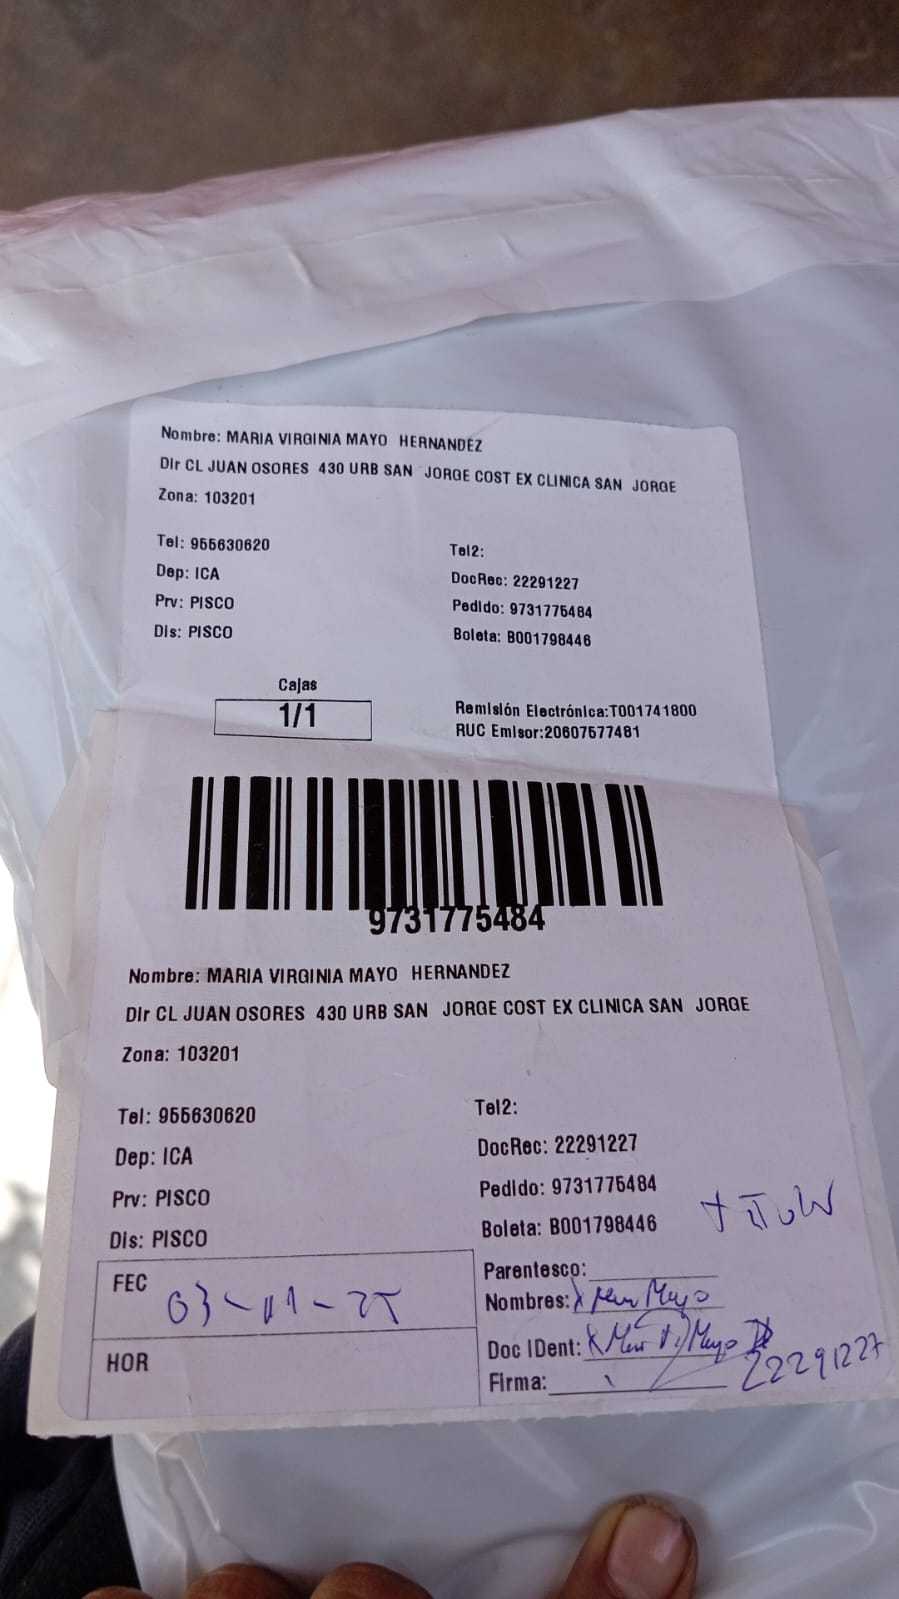 Nombre: MARIA VIRGINIA MAYO HERNANDEZ
Dir CL JUAN OSORES 430 URB SAN JORGE COST EX CLINICA SAN JORGE
Zona: 103201
Tel: 955630620
Tel2:
Dep: ICA
DocRec: 22291227
Prv: PISCO
Pedido: 9731775484
Dis: PISCO
Boleta: B001798446
Cajas
1/1
Remisión Electrónica:T001741800
RUC Emisor:20607577481
9731775484
Nombre: MARIA VIRGINIA MAYO HERNANDEZ
Dir CL JUAN OSORES 430 URB SAN JORGE COST EX CLINICA SAN JORGE
Zona: 103201
Tel: 955630620
Tel2:
Dep: ICA
DocRec: 22291227
Prv: PISCO
Pedido: 9731775484
Dis: PISCO
Boleta: B001798446
FEC
Parentesco:
Nombres: Mayo
HOR
Doc IDent: Mayo
22291227
Firma: